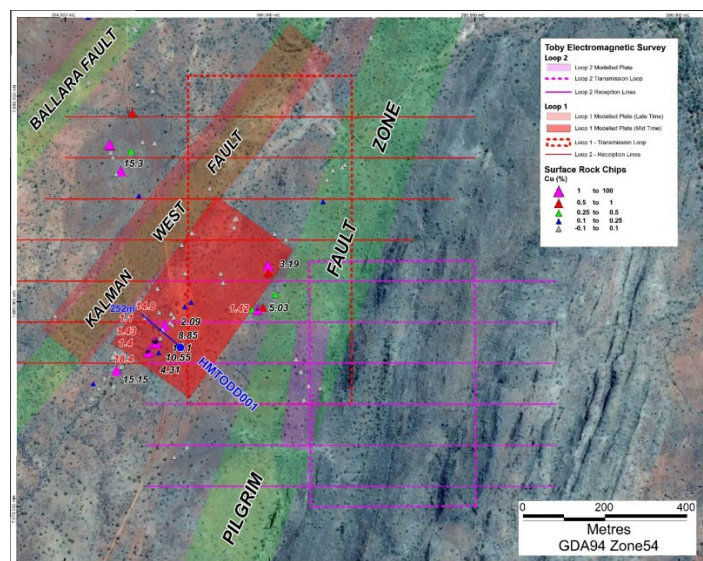 Toby Electromagnetic Survey
Loop 2
Loop 2 Modelled Plate
Loop 2 Transmission Loop
Loop 2 Reception Lines
Loop 1
Loop 1 Modelled Plate (Late Time)
Loop 1 Modelled Plate (Mid Time)
Loop 1 - Transmission Loop
Loop 2 - Reception Lines
Surface Rock Chips
Cu (%)
1 to 100
0.5 to 1
0.25 to 0.5
0.1 to 0.25
-0.1 to 0.1
BALLARA FAULT
KALMAN WEST FAULT
PILGRIM FAULT ZONE
15.3
3.19
1.42
5.03
14.8
252m
1.1
2.09
1.43
8.85
1.4
10.55
18.4
4.31
15.15
HMTODD001
0 200 400
Metres
GDA94 Zone54